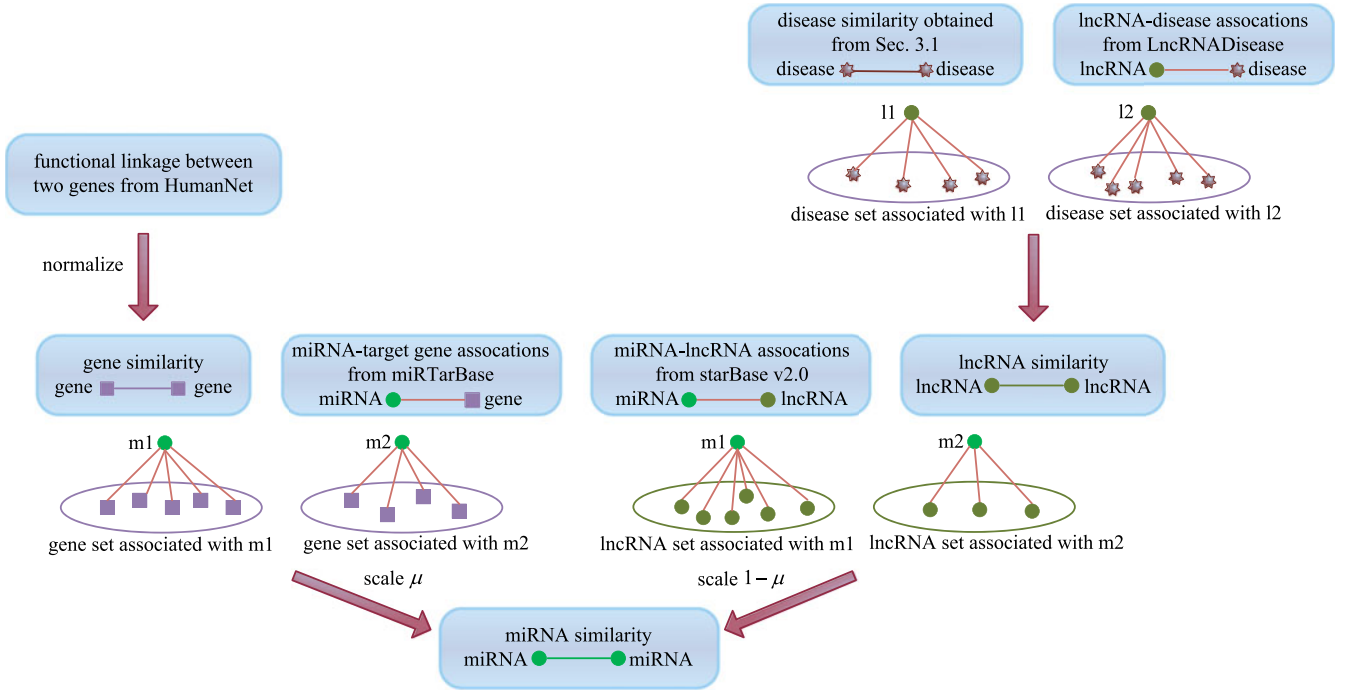 disease similarity obtained
from Sec. 3.1
disease disease
lncRNA-disease assocations
from LncRNADisease
lncRNA disease
l1
l2
disease set associated with l1
disease set associated with l2
functional linkage between
two genes from HumanNet
normalize
gene similarity
gene gene
miRNA-target gene assocations
from miRTarBase
miRNA gene
miRNA-lncRNA assocations
from starBase v2.0
miRNA lncRNA
lncRNA similarity
lncRNA lncRNA
m1
m2
m1
m2
gene set associated with m1
gene set associated with m2
lncRNA set associated with m1
lncRNA set associated with m2
scale μ
scale 1−μ
miRNA similarity
miRNA miRNA